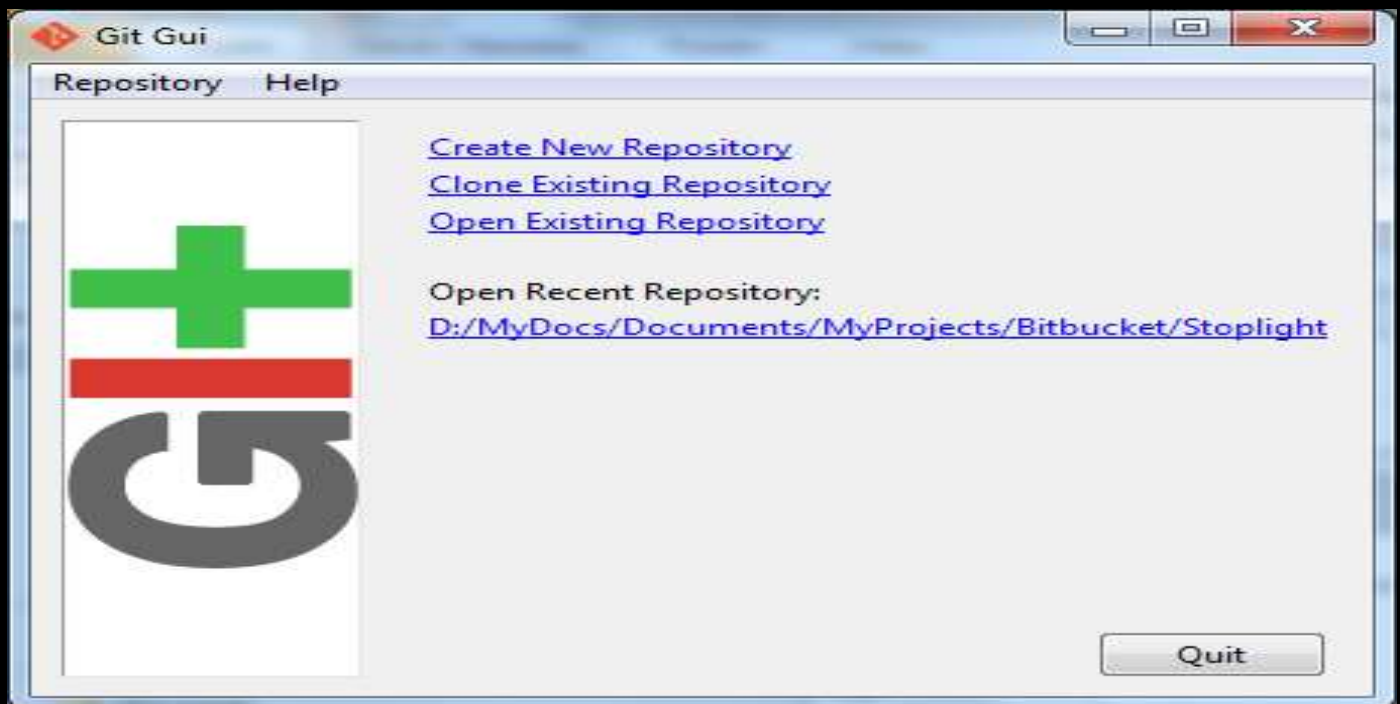 Git Gui
Repository Help
Create New Repository
Clone Existing Repository
Open Existing Repository
Open Recent Repository:
D:/MyDocs/Documents/MyProjects/Bitbucket/Stoplight
GIt
Quit